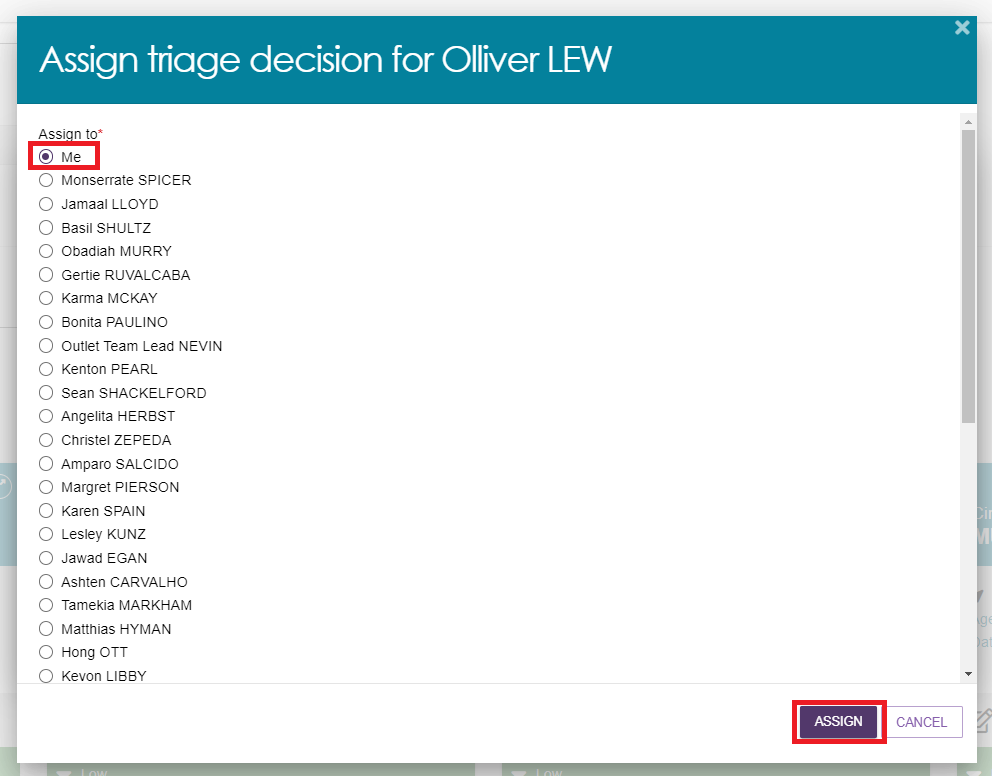 Assign triage decision for Olliver LEW
Assign to*
Me
Monserrate SPICER
Jamaal LLOYD
Basil SHULTZ
Obadiah MURRY
Gertie RUVALCABA
Karma MCKAY
Bonita PAULINO
Outlet Team Lead NEVIN
Kenton PEARL
Sean SHACKELFORD
Angelita HERBST
Christel ZEPEDA
Amparo SALCIDO
Margret PIERSON
Karen SPAIN
Lesley KUNZ
Jawad EGAN
Ashten CARVALHO
Tamekia MARKHAM
Matthias HYMAN
Hong OTT
Kevon LIBBY
ASSIGN CANCEL
Low Low